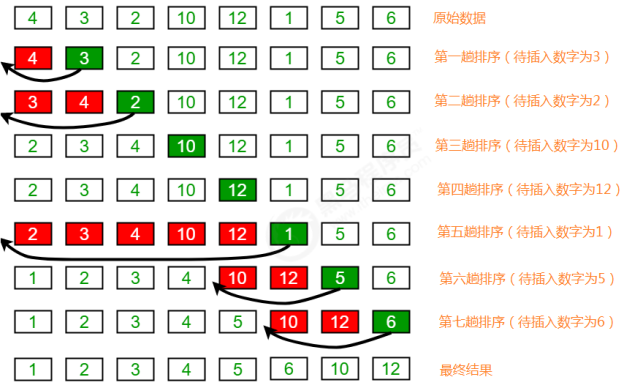 4 3 2 10 12 1 5 6 原始数据
4 3 2 10 12 1 5 6 第一趟排序（待插入数字为3）
3 4 2 10 12 1 5 6 第二趟排序（待插入数字为2）
2 3 4 10 12 1 5 6 第三趟排序（待插入数字为10）
2 3 4 10 12 1 5 6 第四趟排序（待插入数字为12）
2 3 4 10 12 1 5 6 第五趟排序（待插入数字为1）
1 2 3 4 10 12 5 6 第六趟排序（待插入数字为5）
1 2 3 4 5 10 12 6 第七趟排序（待插入数字为6）
1 2 3 4 5 6 10 12 最终结果